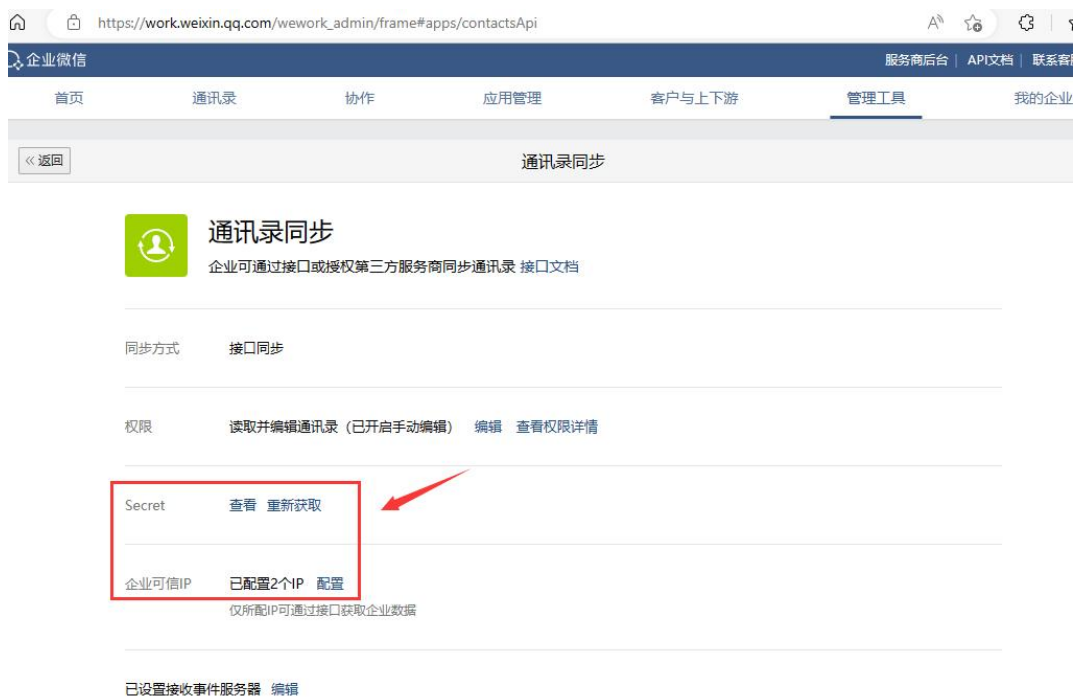 https://work.weixin.qq.com/wework_admin/frame#apps/contactsApi
企业微信
服务商后台 | API文档 | 联系客
首页 通讯录 协作 应用管理 客户与上下游 管理工具 我的企业
«返回 通讯录同步
通讯录同步
企业可通过接口或授权第三方服务商同步通讯录 接口文档
同步方式 接口同步
权限 读取并编辑通讯录（已开启手动编辑） 编辑 查看权限详情
Secret 查看 重新获取
企业可信IP 已配置2个IP 配置
仅所配IP可通过接口获取企业数据
已设置接收事件服务器 编辑